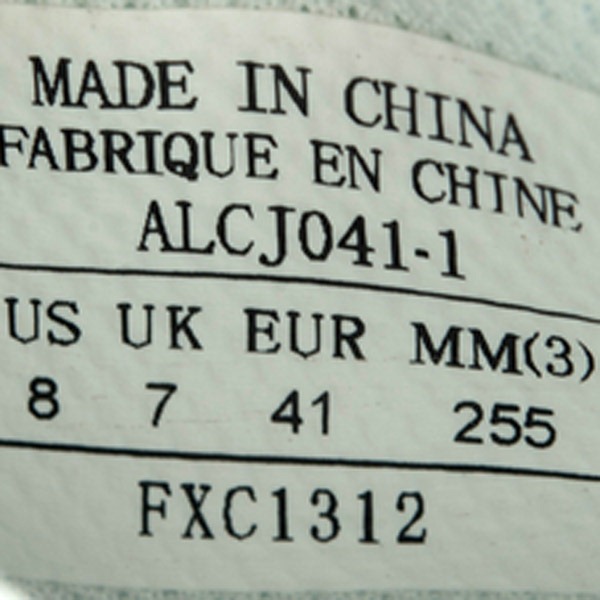 MADE IN CHINA
FABRIQUE EN CHINE
ALCJ041-1
US UK EUR MM(3)
8 7 41 255
FXC1312